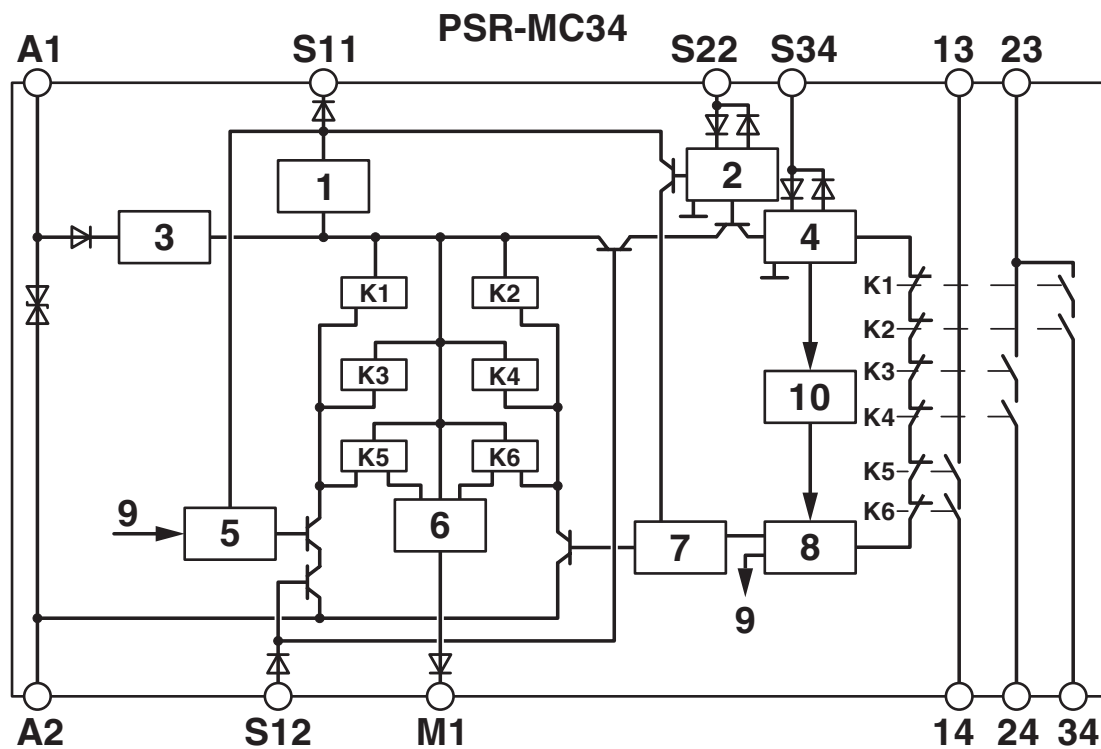 PSR-MC34
A1 S11 S22 S34 13 23
1 2
3 4
K1 K2 K1
K2
K3 K4 10 K3
K4
K5 K6 K5
9 5 6 7 8 K6
9
A2 S12 M1 14 24 34